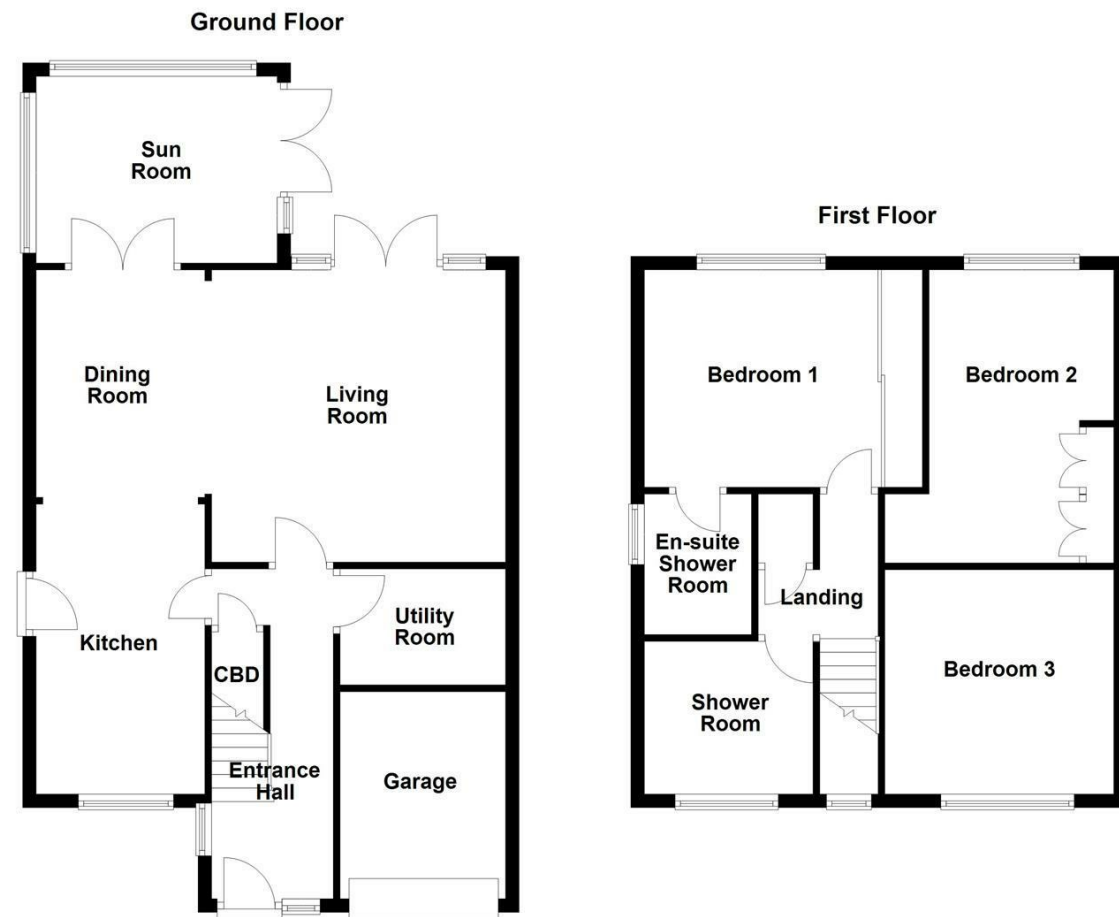 Ground Floor
Sun
Room
Dining
Room
Living
Room
Kitchen
CBD
Utility
Room
Entrance
Hall
Garage
First Floor
Bedroom 1
Bedroom 2
En-suite
Shower
Room
Landing
Shower
Room
Bedroom 3